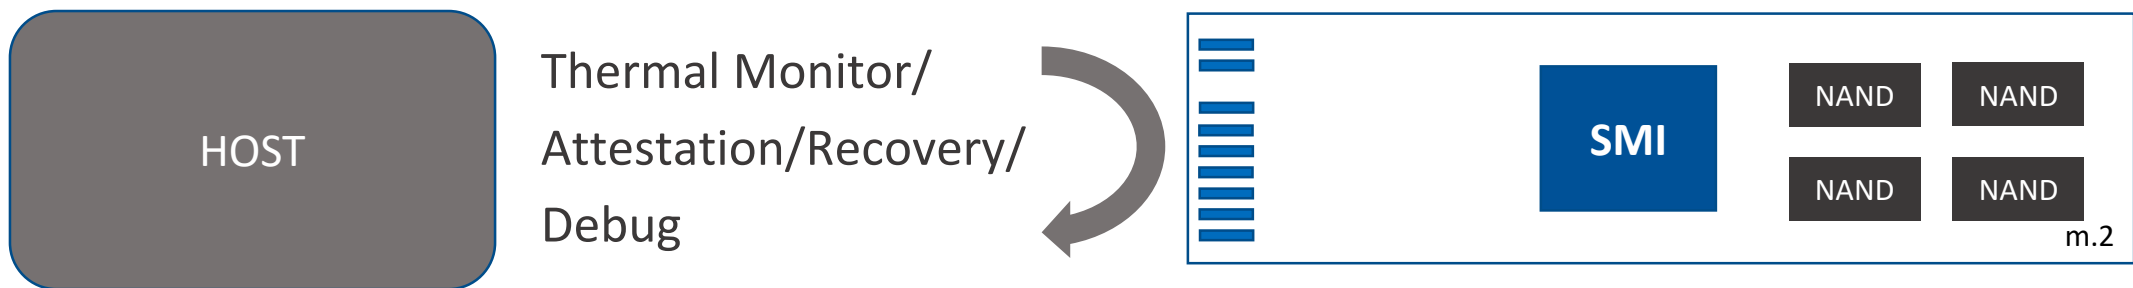 HOST
Thermal Monitor/
Attestation/Recovery/
Debug
SMI
NAND NAND
NAND NAND
m.2